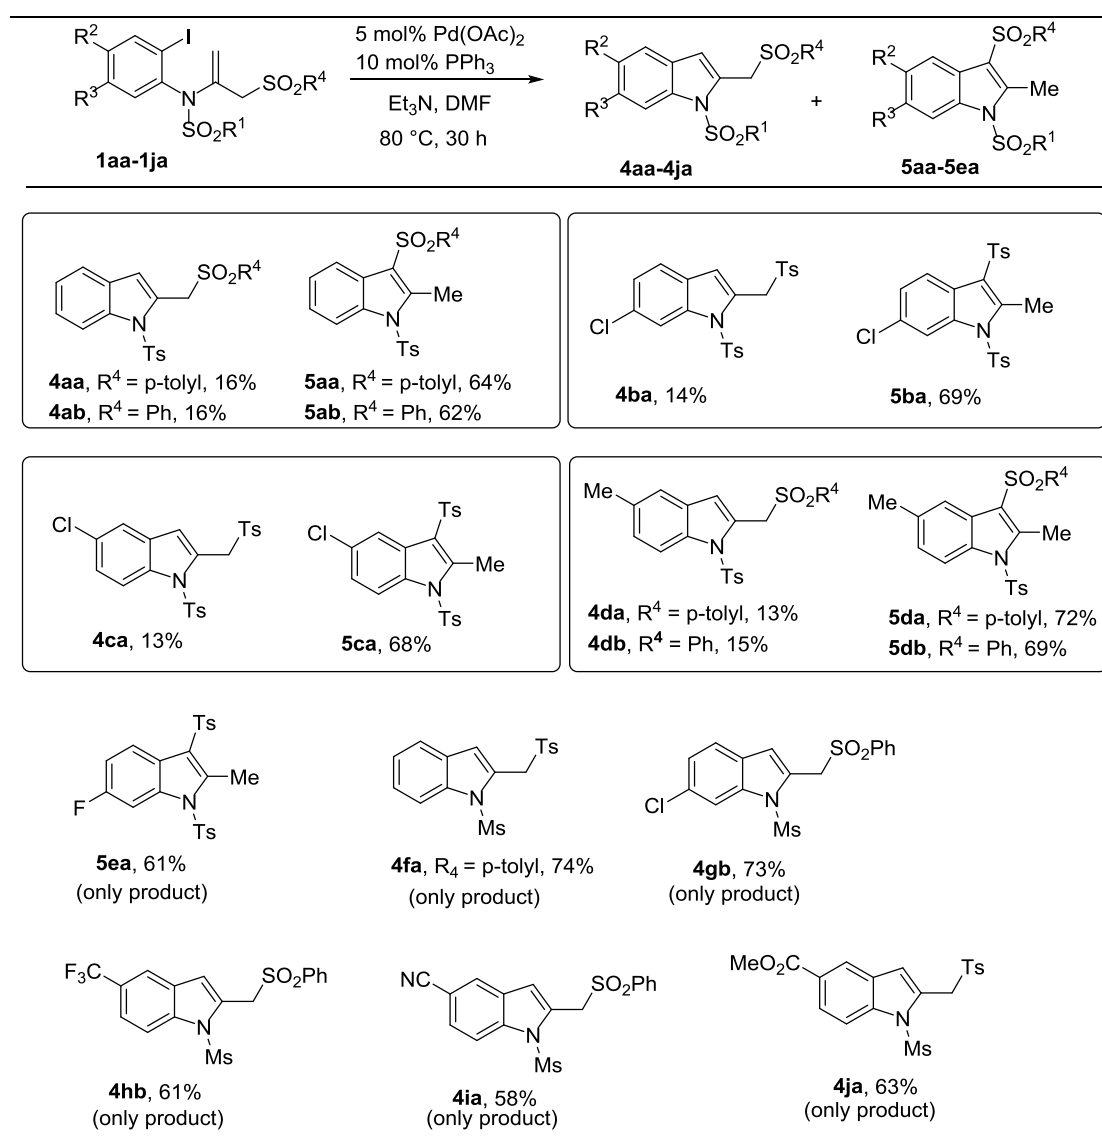 R2 I SO2R4 R3 N SO2R1
1aa-1ja
5 mol% Pd(OAc)2
10 mol% PPh3
Et3N, DMF
80 °C, 30 h
R2 SO2R4 R3 N SO2R1
4aa-4ja
+
SO2R4 R2 Me R3 N SO2R1
5aa-5ea
SO2R4 N Ts
4aa, R4 = p-tolyl, 16%
4ab, R4 = Ph, 16%
SO2R4 Me N Ts
5aa, R4 = p-tolyl, 64%
5ab, R4 = Ph, 62%
Ts Cl N Ts
4ba, 14%
Ts Me Cl N Ts
5ba, 69%
Cl Ts N Ts
4ca, 13%
Ts Cl Me N Ts
5ca, 68%
Me SO2R4 N Ts
4da, R4 = p-tolyl, 13%
4db, R4 = Ph, 15%
SO2R4 Me Me N Ts
5da, R4 = p-tolyl, 72%
5db, R4 = Ph, 69%
Ts Me F N Ts
5ea, 61%
(only product)
Ts N Ms
4fa, R4 = p-tolyl, 74%
(only product)
SO2Ph Cl N Ms
4gb, 73%
(only product)
F3C SO2Ph N Ms
4hb, 61%
(only product)
NC SO2Ph N Ms
4ia, 58%
(only product)
MeO2C Ts N Ms
4ja, 63%
(only product)